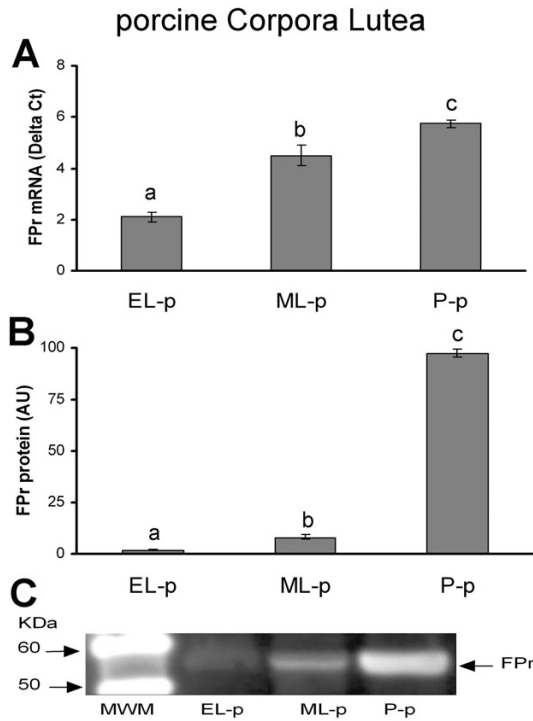 porcine Corpora Lutea
A
FPr mRNA (Delta Ct)
8
6
4
2
0
a
b
c
EL-p
ML-p
P-p
B
FPr protein (AU)
100
75
50
25
0
a
b
c
EL-p
ML-p
P-p
C
KDa
60
50
FPr
MWM
EL-p
ML-p
P-p